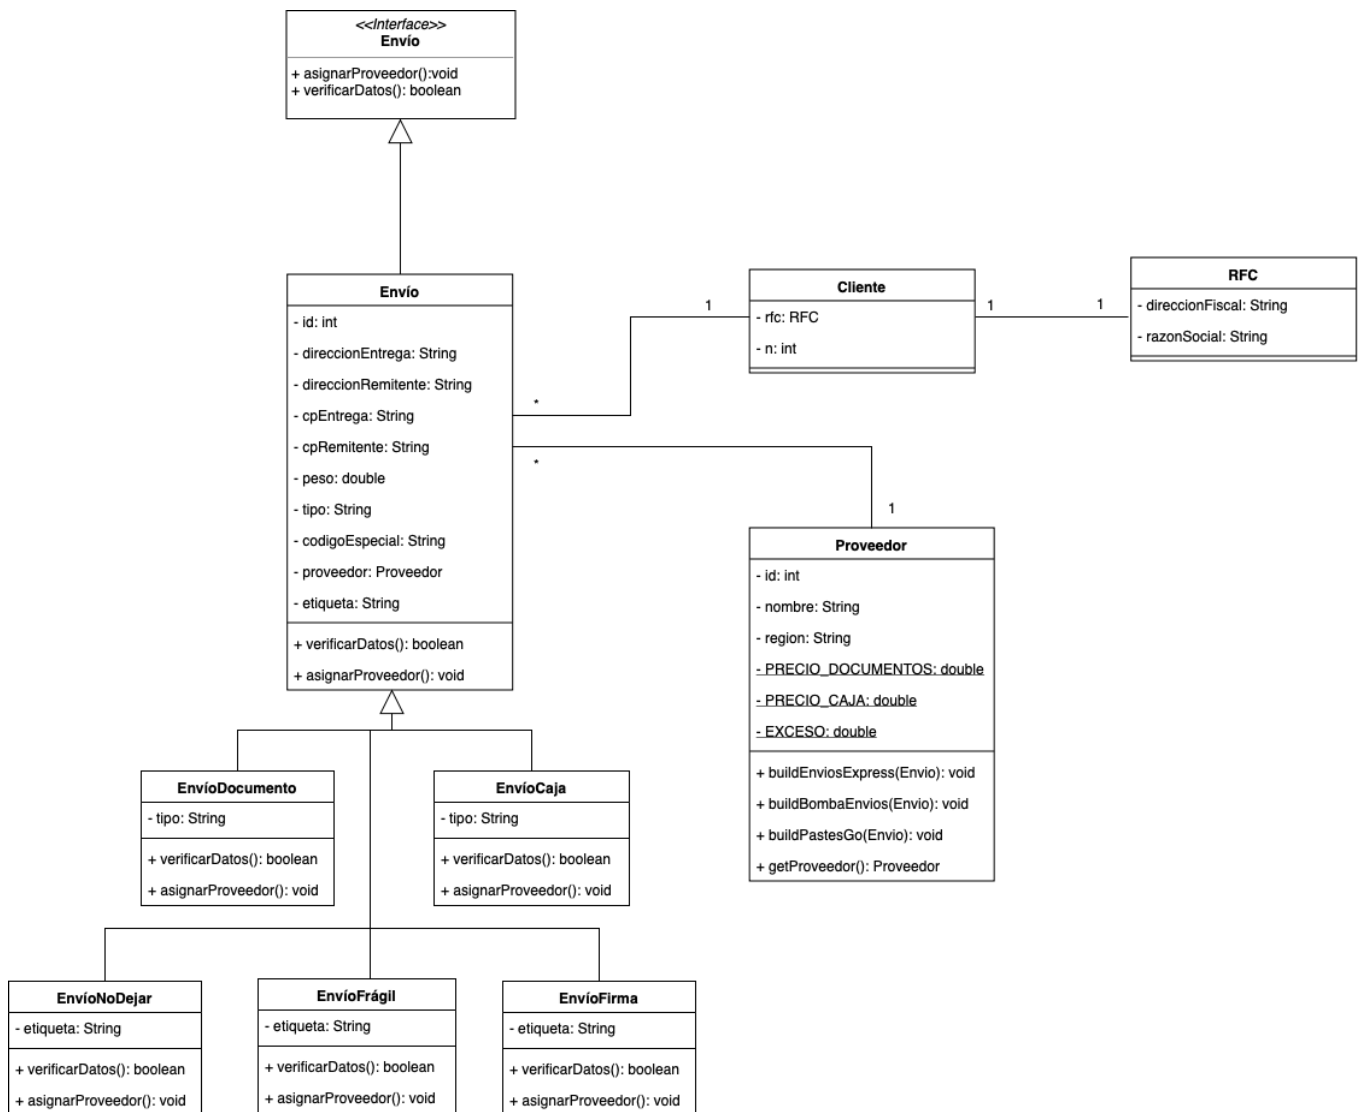 <<Interface>>
Envío
+ asignarProveedor():void
+ verificarDatos(): boolean
Envío
- id: int
- direccionEntrega: String
- direccionRemitente: String
- cpEntrega: String
- cpRemitente: String
- peso: double
- tipo: String
- codigoEspecial: String
- proveedor: Proveedor
- etiqueta: String
+ verificarDatos(): boolean
+ asignarProveedor(): void
1
*
Cliente
- rfc: RFC
- n: int
1
1
RFC
- direccionFiscal: String
- razonSocial: String
*
1
Proveedor
- id: int
- nombre: String
- region: String
- PRECIO_DOCUMENTOS: double
- PRECIO_CAJA: double
- EXCESO: double
+ buildEnviosExpress(Envio): void
+ buildBombaEnvios(Envio): void
+ buildPastesGo(Envio): void
+ getProveedor(): Proveedor
EnvíoDocumento
- tipo: String
+ verificarDatos(): boolean
+ asignarProveedor(): void
EnvíoCaja
- tipo: String
+ verificarDatos(): boolean
+ asignarProveedor(): void
EnvíoNoDejar
- etiqueta: String
+ verificarDatos(): boolean
+ asignarProveedor(): void
EnvíoFrágil
- etiqueta: String
+ verificarDatos(): boolean
+ asignarProveedor(): void
EnvíoFirma
- etiqueta: String
+ verificarDatos(): boolean
+ asignarProveedor(): void